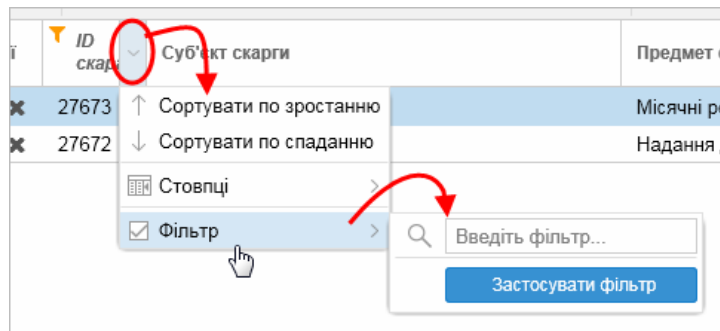 ї ID скар Суб'єкт скарги Предмет
27673 Місячні р
27672 Надання
Сортувати по зростанню
Сортувати по спаданню
Стовпці
Фільтр
Введіть фільтр...
Застосувати фільтр